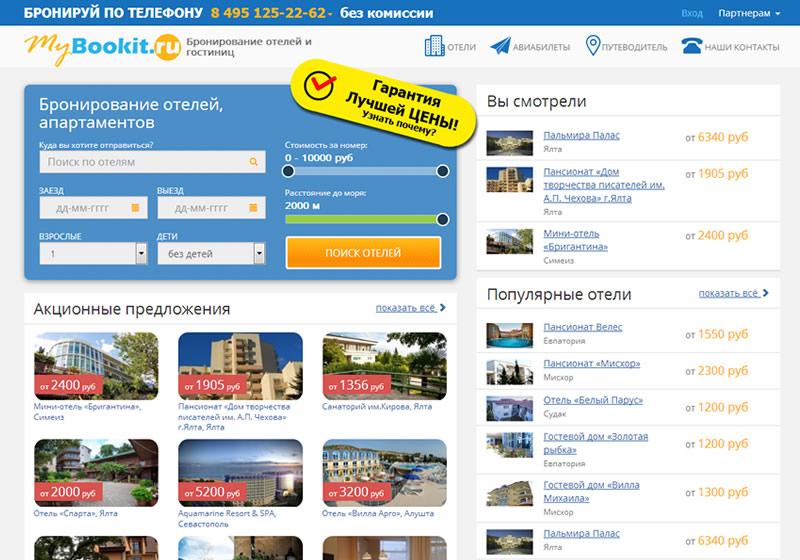 БРОНИРУЙ ПО ТЕЛЕФОНУ 8 495 125-22-62 без комиссии
Вход Партнерам
MyBookit.ru
Бронирование отелей и
гостиниц
ОТЕЛИ АВИАБИЛЕТЫ ПУТЕВОДИТЕЛЬ НАШИ КОНТАКТЫ
Бронирование отелей,
апартаментов
Гарантия
Лучшей ЦЕНЫ!
Узнать почему?
Куда вы хотите отправиться?
Поиск по отелям
ЗАЕЗД ВЫЕЗД
дд-мм-гггг дд-мм-гггг
ВЗРОСЛЫЕ ДЕТИ
1 без детей
Стоимость за номер:
0 - 10000 руб
Расстояние до моря:
2000 м
ПОИСК ОТЕЛЕЙ
Акционные предложения показать всё
от 2400 руб
Мини-отель «Бригантина»,
Симеиз
от 1905 руб
Пансионат «Дом творчества
писателей им. А.П. Чехова»
г.Ялта, Ялта
от 1356 руб
Санаторий им.Кирова, Ялта
от 2000 руб
Отель «Спарта», Ялта
от 5200 руб
Aquamarine Resort & SPA,
Севастополь
от 3200 руб
Отель «Вилла Арго», Алушта
Вы смотрели
Пальмира Палас от 6340 руб
Ялта
Пансионат «Дом от 1905 руб
творчества писателей им.
А.П. Чехова» г.Ялта
Ялта
Мини-отель от 2400 руб
«Бригантина»
Симеиз
Популярные отели показать всё
Пансионат Велес от 1550 руб
Евпатория
Пансионат «Мисхор» от 2300 руб
Мисхор
Отель «Белый Парус» от 1200 руб
Судак
Гостевой дом «Золотая от 1200 руб
рыбка»
Евпатория
Гостевой дом «Вилла от 1300 руб
Михаила»
Мисхор
Пальмира Палас от 6340 руб
Ялта